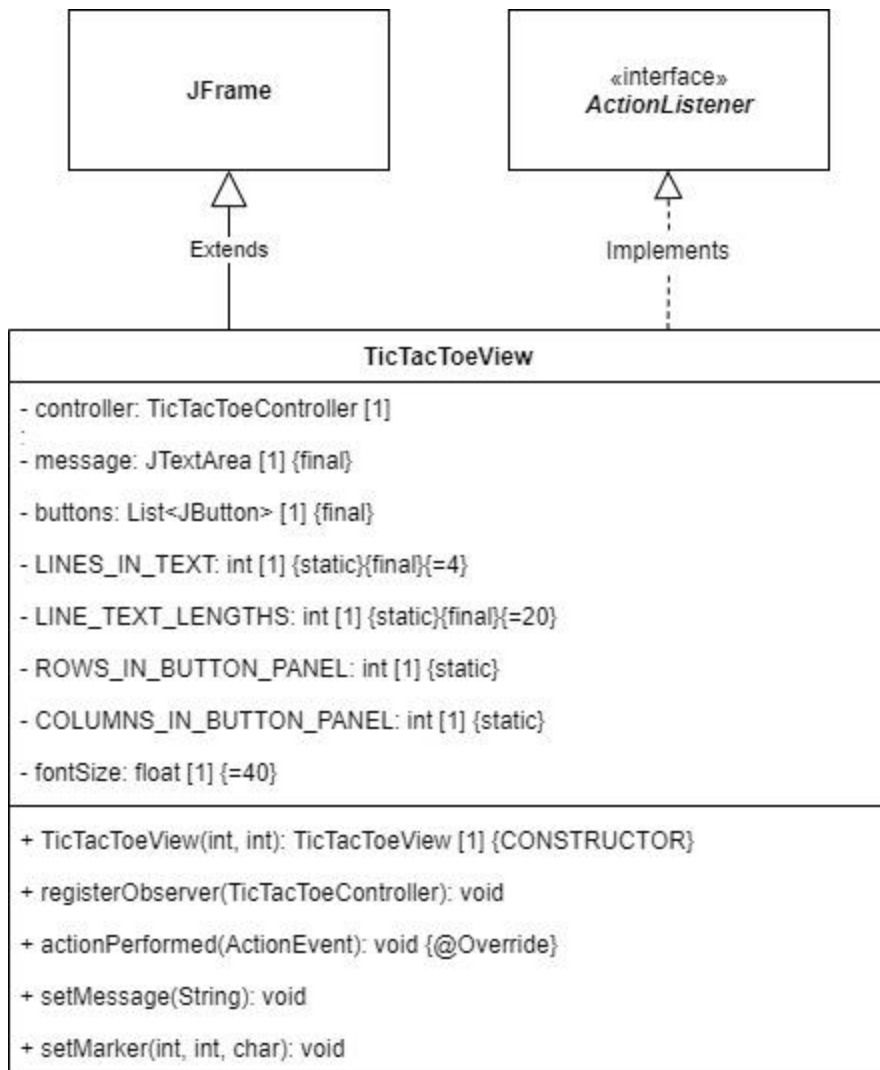 JFrame
«interface»
ActionListener
Extends
Implements
TicTacToeView
- controller: TicTacToeController [1]
:
- message: JTextArea [1] {final}
- buttons: List<JButton> [1] {final}
- LINES_IN_TEXT: int [1] {static}{final}{=4}
- LINE_TEXT_LENGTHS: int [1] {static}{final}{=20}
- ROWS_IN_BUTTON_PANEL: int [1] {static}
- COLUMNS_IN_BUTTON_PANEL: int [1] {static}
- fontSize: float [1] {=40}
+ TicTacToeView(int, int): TicTacToeView [1] {CONSTRUCTOR}
+ registerObserver(TicTacToeController): void
+ actionPerformed(ActionEvent): void {@Override}
+ setMessage(String): void
+ setMarker(int, int, char): void